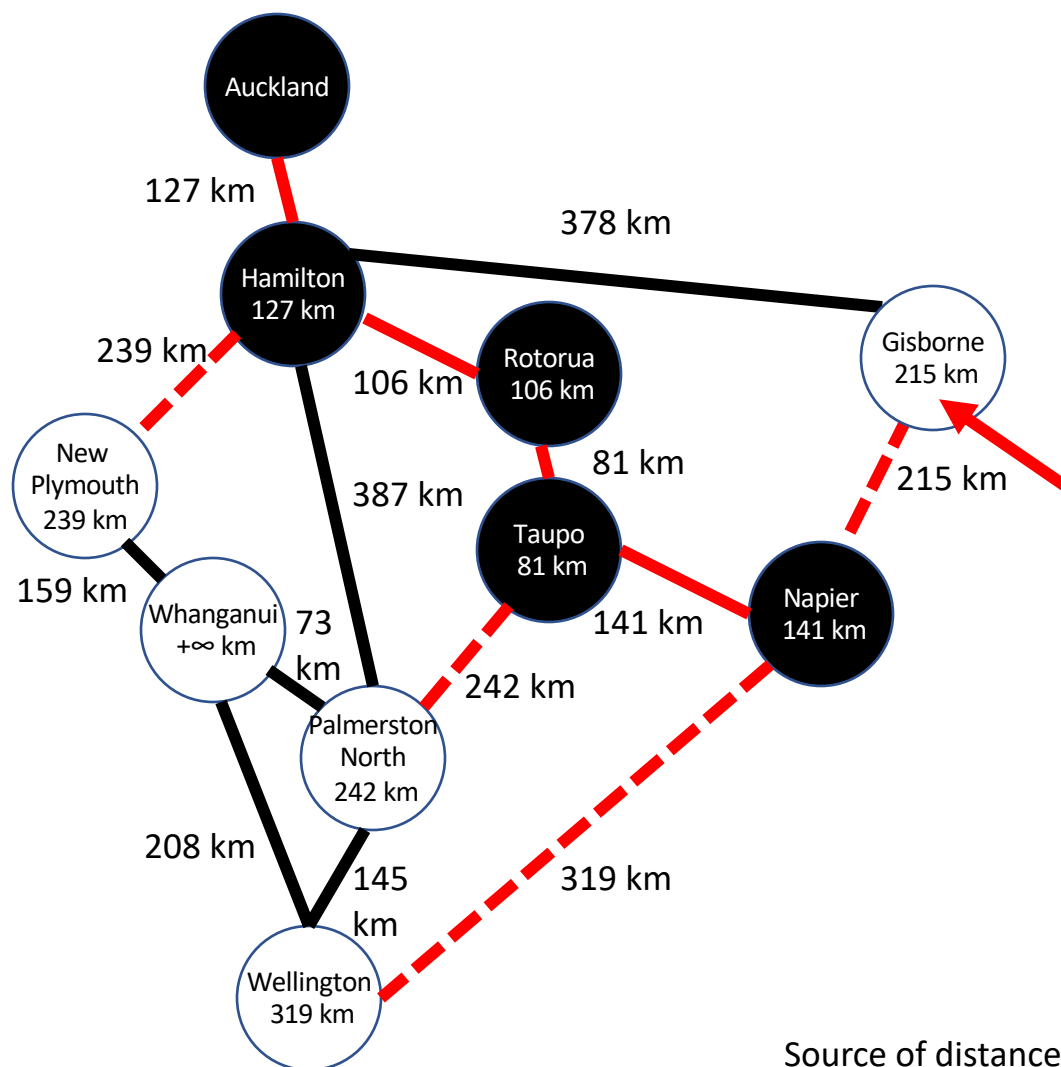 Auckland
127 km
378 km
Hamilton
127 km
239 km
106 km
Rotorua
106 km
Gisborne
215 km
New
Plymouth
239 km
387 km
81 km
215 km
Taupo
81 km
159 km
Whanganui
+∞ km
73
km
141 km
Napier
141 km
242 km
Palmerston
North
242 km
208 km
145
km
319 km
Wellington
319 km
Source of distance